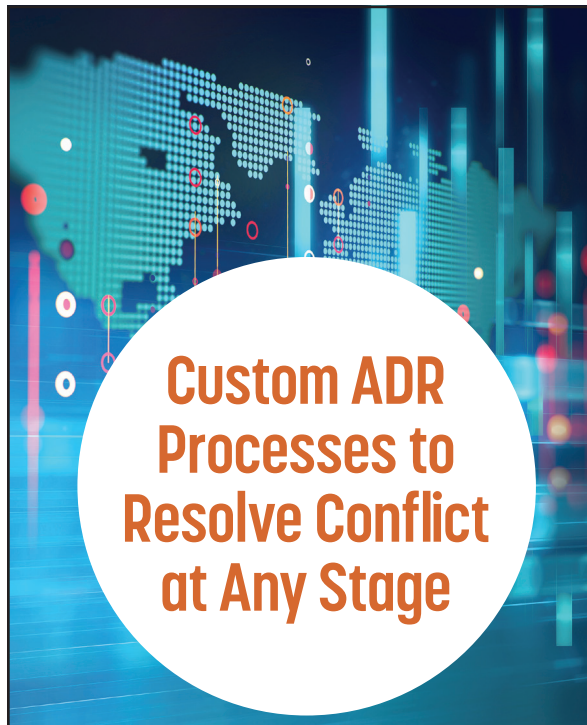 Custom ADR
Processes to
Resolve Conflict
at Any Stage